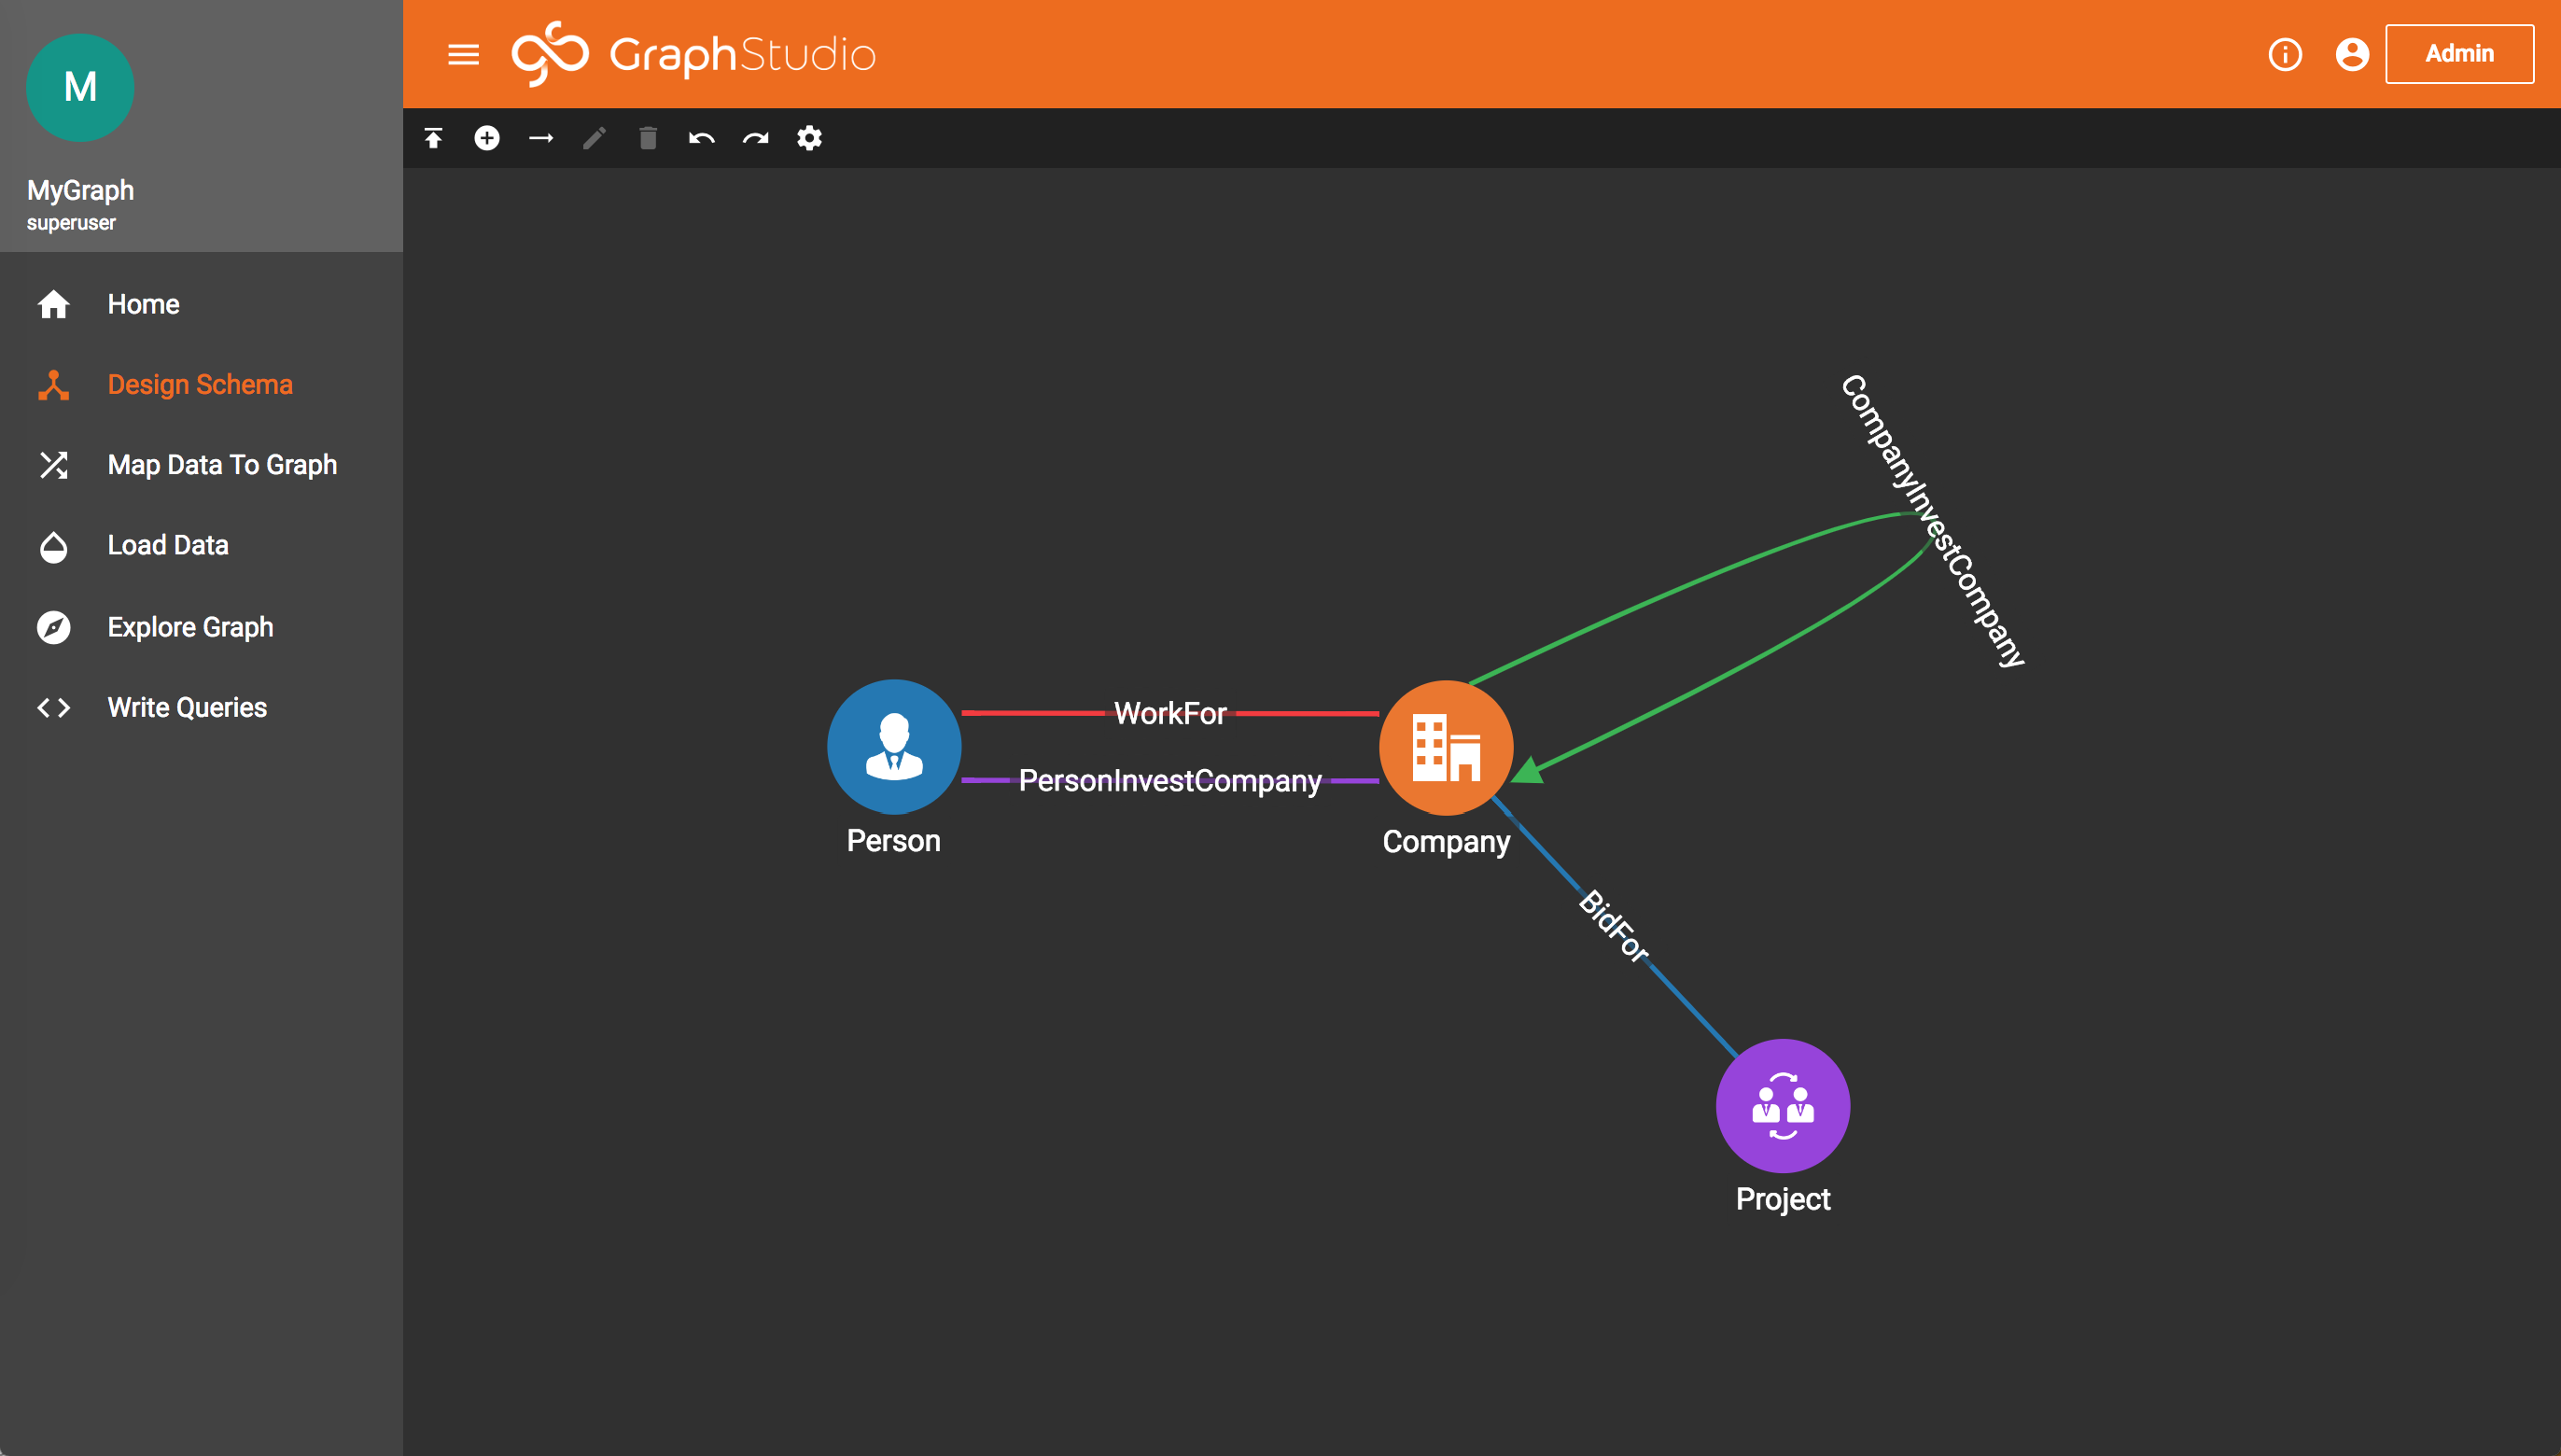 M
MyGraph
superuser
Home
Design Schema
Map Data To Graph
Load Data
Explore Graph
Write Queries
GraphStudio
Admin
CompanyInvestCompany
WorkFor
PersonInvestCompany
Person
Company
BidFor
Project